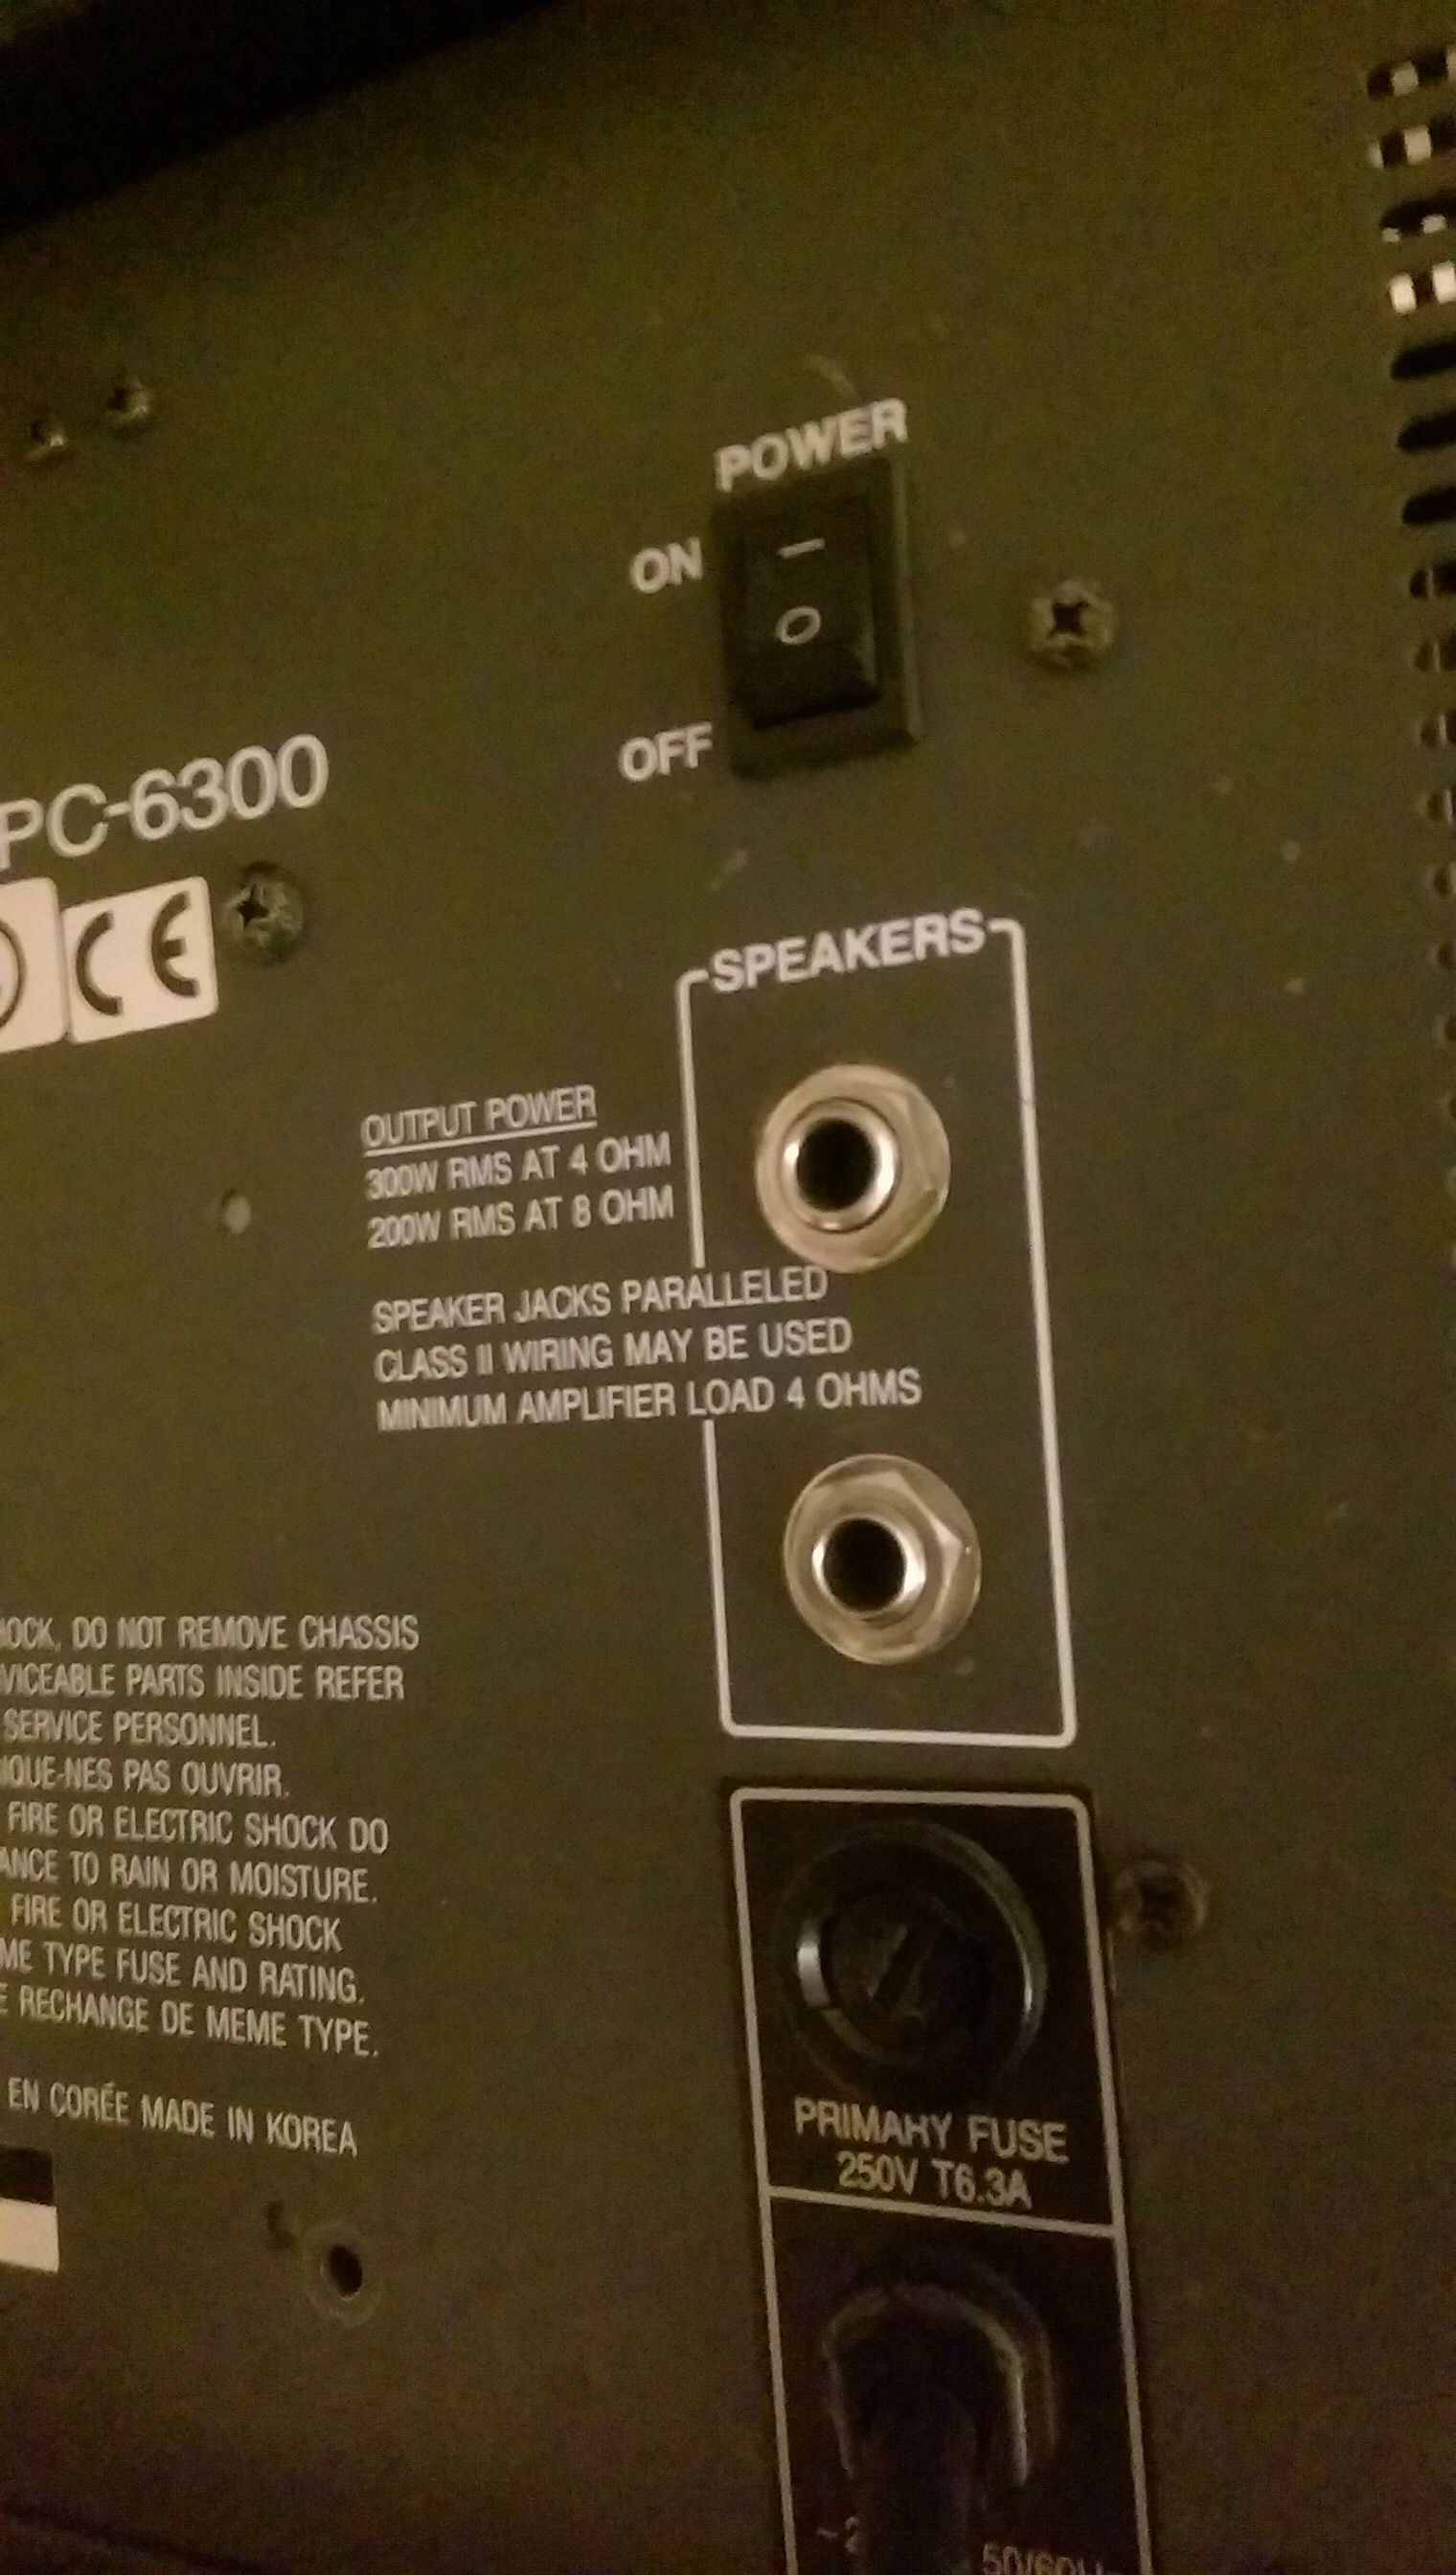 POWER
ON
—
O
OFF
PC-6300
CE
SPEAKERS
OUTPUT POWER
300W RMS AT 4 OHM
200W RMS AT 8 OHM
SPEAKER JACKS PARALLELED
CLASS II WIRING MAY BE USED
MINIMUM AMPLIFIER LOAD 4 OHMS
HOCK, DO NOT REMOVE CHASSIS
VICEABLE PARTS INSIDE REFER
SERVICE PERSONNEL.
IQUE-NES PAS OUVRIR.
FIRE OR ELECTRIC SHOCK DO
ANCE TO RAIN OR MOISTURE.
FIRE OR ELECTRIC SHOCK
ME TYPE FUSE AND RATING.
E RECHANGE DE MEME TYPE.
EN CORÉE MADE IN KOREA
PRIMARY FUSE
250V T6.3A